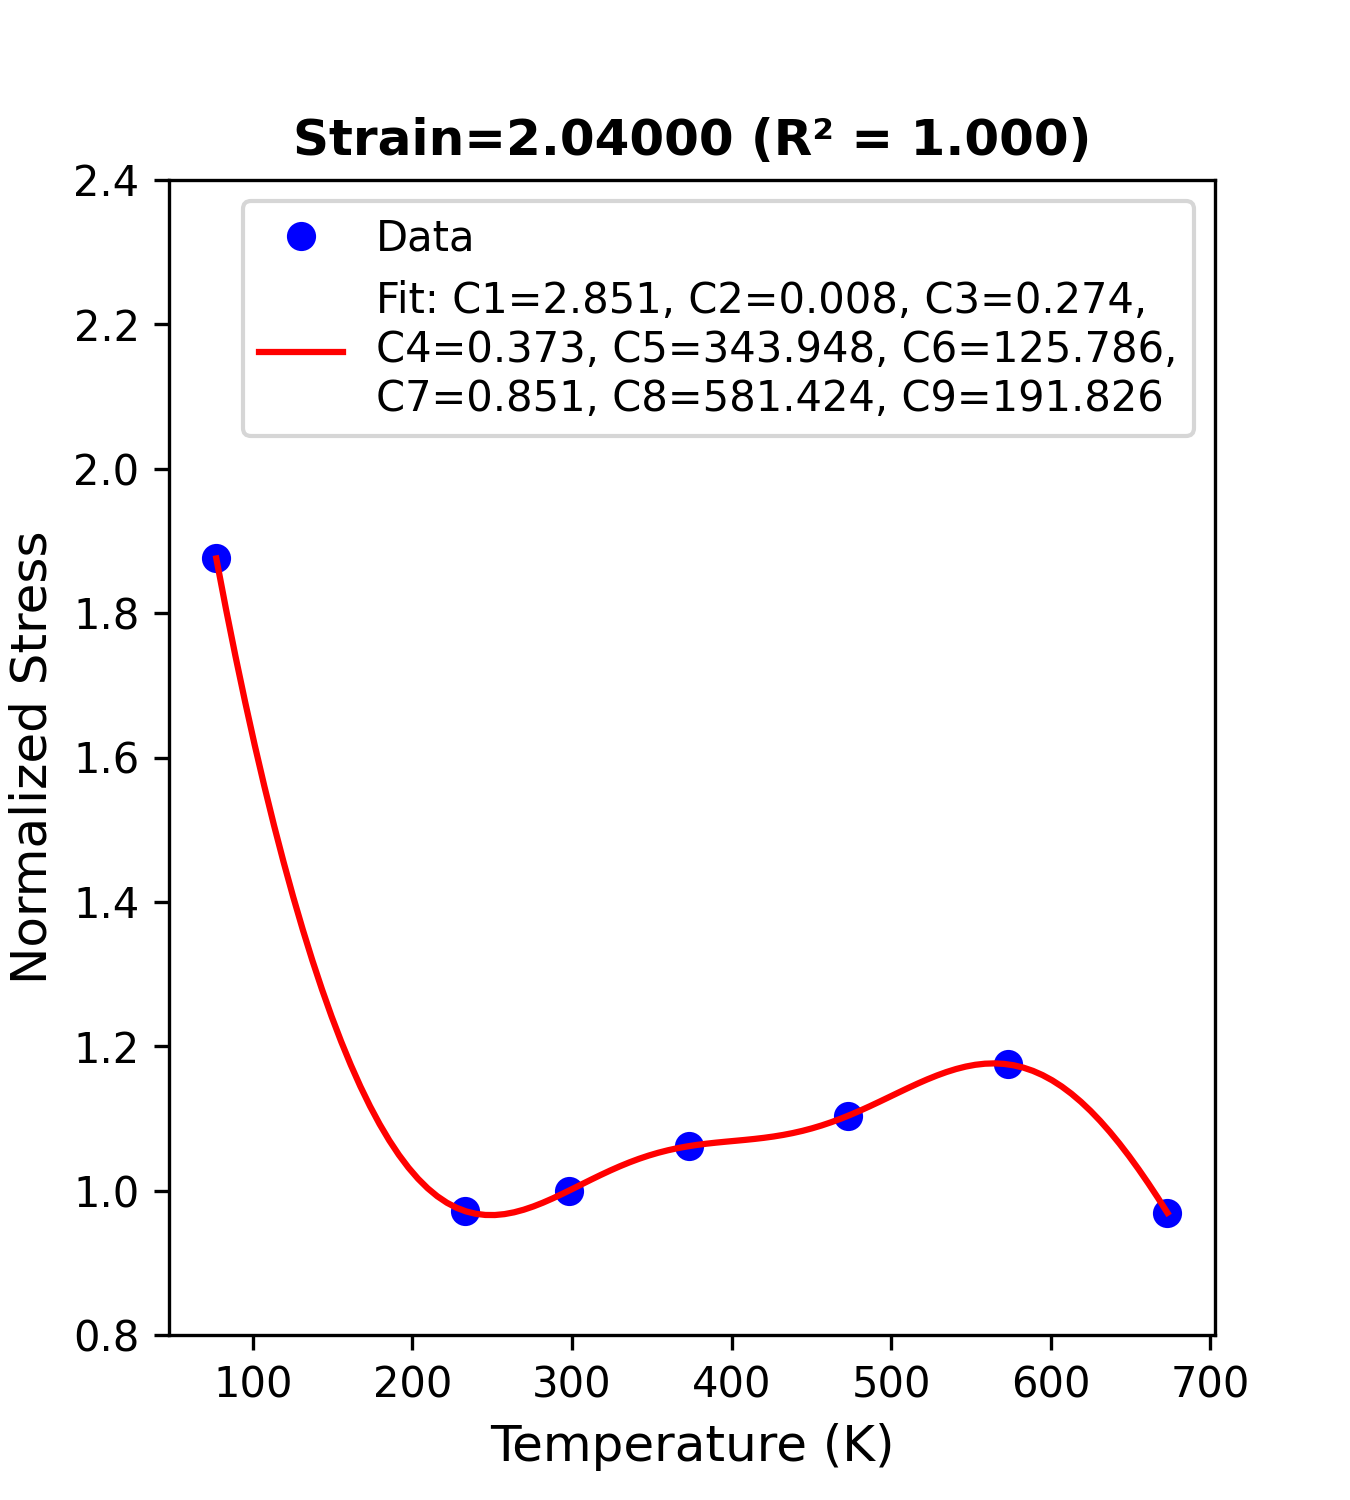 Strain=2.04000 (R² = 1.000)
2.4
2.2
2.0
1.8
1.6
1.4
1.2
1.0
0.8
Normalized Stress
Data
Fit: C1=2.851, C2=0.008, C3=0.274,
C4=0.373, C5=343.948, C6=125.786,
C7=0.851, C8=581.424, C9=191.826
100 200 300 400 500 600 700
Temperature (K)